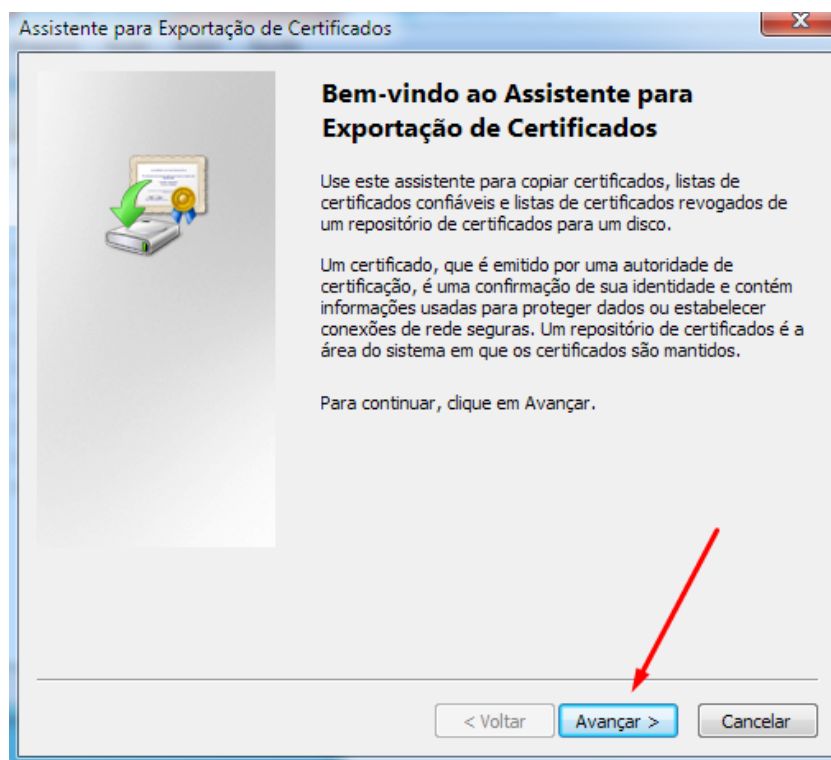 Assistente para Exportação de Certificados
Bem-vindo ao Assistente para
Exportação de Certificados
Use este assistente para copiar certificados, listas de
certificados confiáveis e listas de certificados revogados de
um repositório de certificados para um disco.
Um certificado, que é emitido por uma autoridade de
certificação, é uma confirmação de sua identidade e contém
informações usadas para proteger dados ou estabelecer
conexões de rede seguras. Um repositório de certificados é a
área do sistema em que os certificados são mantidos.
Para continuar, clique em Avançar.
< Voltar Avançar > Cancelar